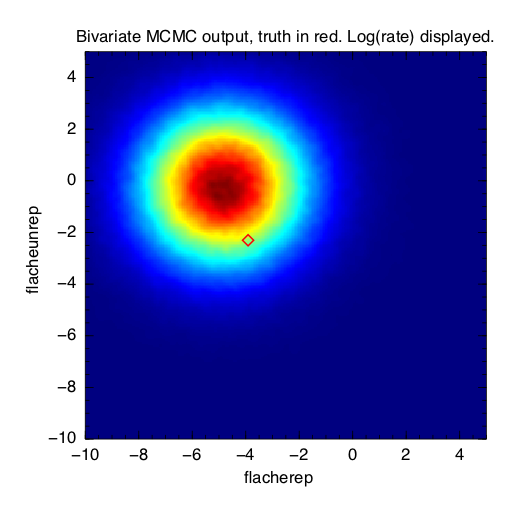 Bivariate MCMC output, truth in red. Log(rate) displayed.
4
2
0
−2
−4
−6
−8
−10
flacheunrep
−10 −8 −6 −4 −2 0 2 4
flacherep